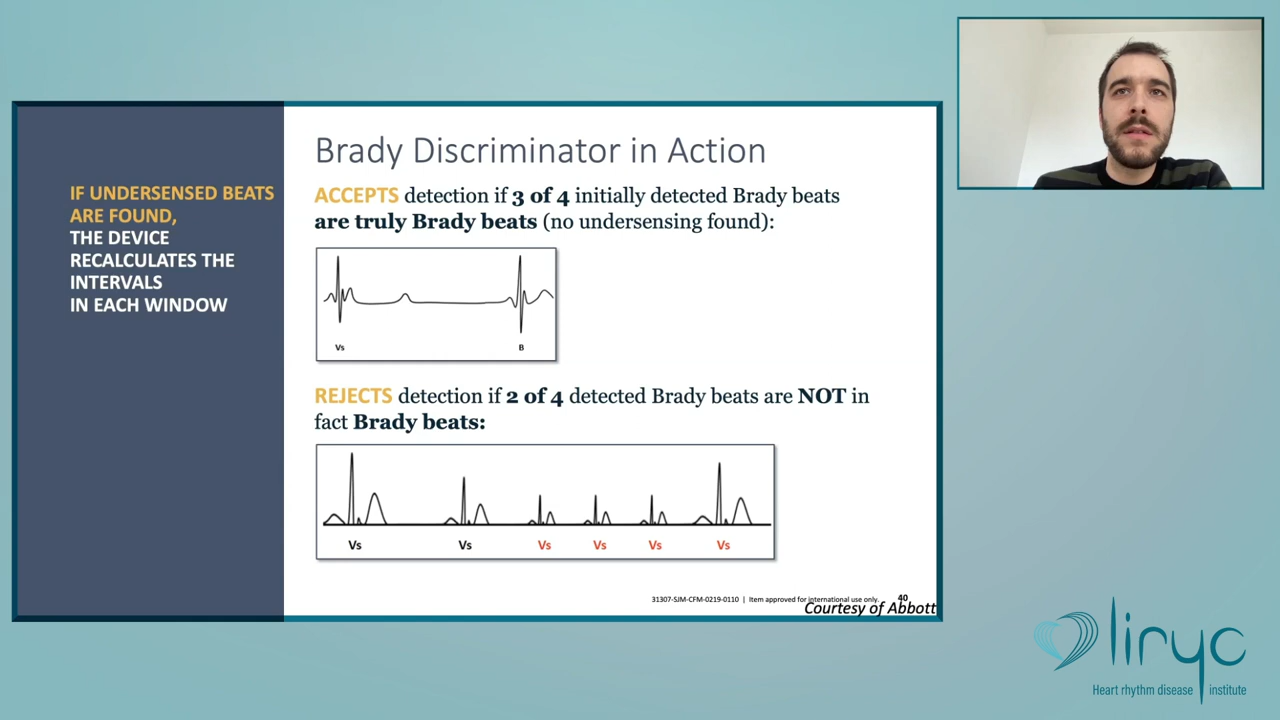 IF UNDERSENSED BEATS
ARE FOUND,
THE DEVICE
RECALCULATES THE
INTERVALS
IN EACH WINDOW
Brady Discriminator in Action
ACCEPTS detection if 3 of 4 initially detected Brady beats
are truly Brady beats (no undersensing found):
Vs B
REJECTS detection if 2 of 4 detected Brady beats are NOT in
fact Brady beats:
Vs Vs Vs Vs Vs Vs
31307-SJM-CFM-0219-0110 | Item approved for international use only. 40
Courtesy of Abbott
liryc
Heart rhythm disease institute